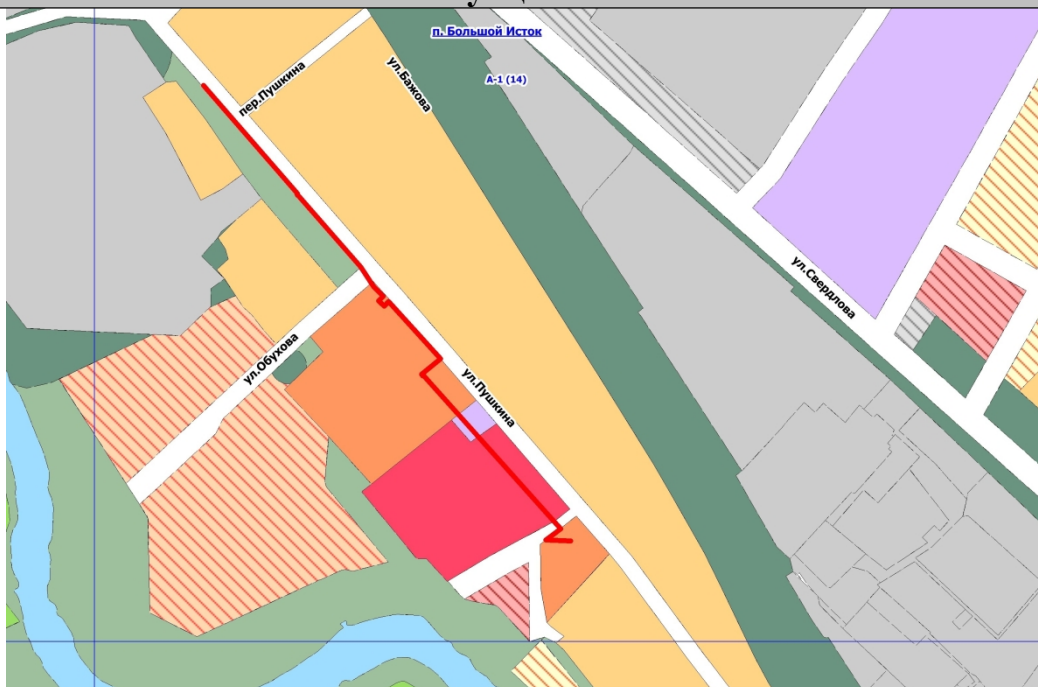 п. Большой Исток
А-1 (14)
пер.Пушкина
ул.Бажова
ул.Свердлова
ул.Обухова
ул.Пушкина